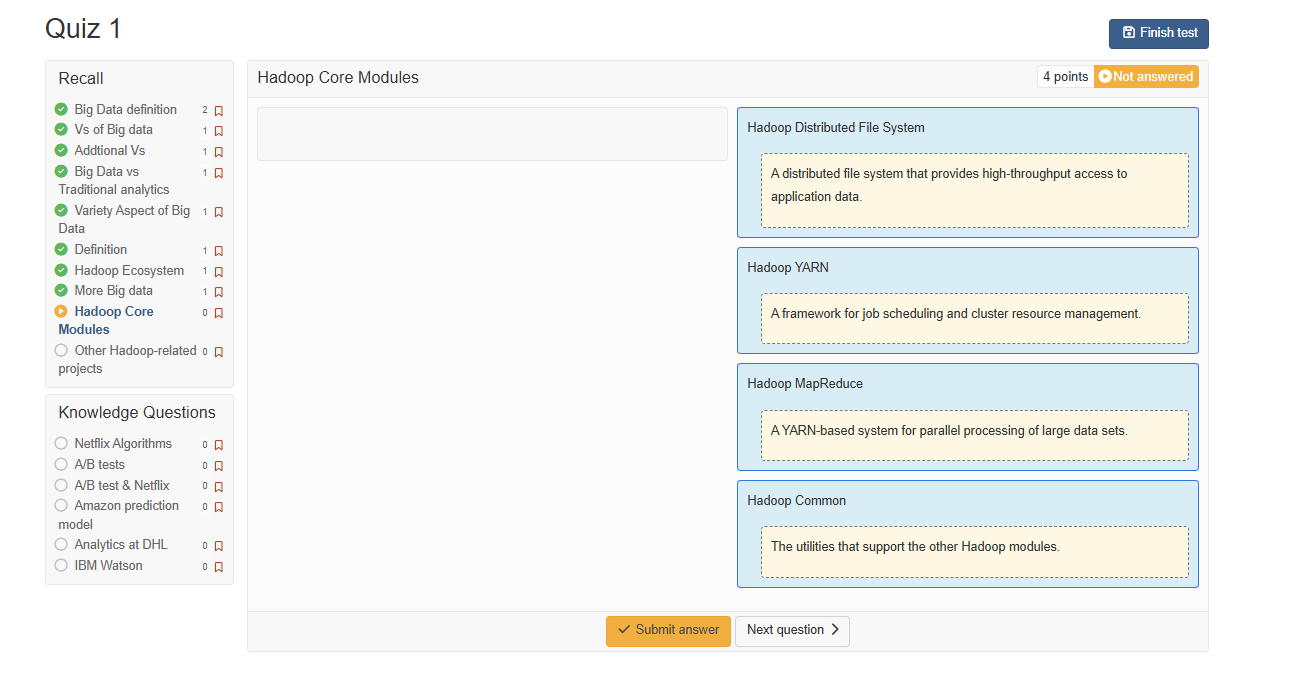 Quiz 1
Finish test
Recall
Big Data definition 2
Vs of Big data 1
Addtional Vs 1
Big Data vs 1
Traditional analytics
Variety Aspect of Big 1
Data
Definition 1
Hadoop Ecosystem 1
More Big data 1
Hadoop Core 0
Modules
Other Hadoop-related 0
projects
Knowledge Questions
Netflix Algorithms 0
A/B tests 0
A/B test & Netflix 0
Amazon prediction 0
model
Analytics at DHL 0
IBM Watson 0
Hadoop Core Modules
4 points Not answered
Hadoop Distributed File System
A distributed file system that provides high-throughput access to
application data.
Hadoop YARN
A framework for job scheduling and cluster resource management.
Hadoop MapReduce
A YARN-based system for parallel processing of large data sets.
Hadoop Common
The utilities that support the other Hadoop modules.
Submit answer
Next question